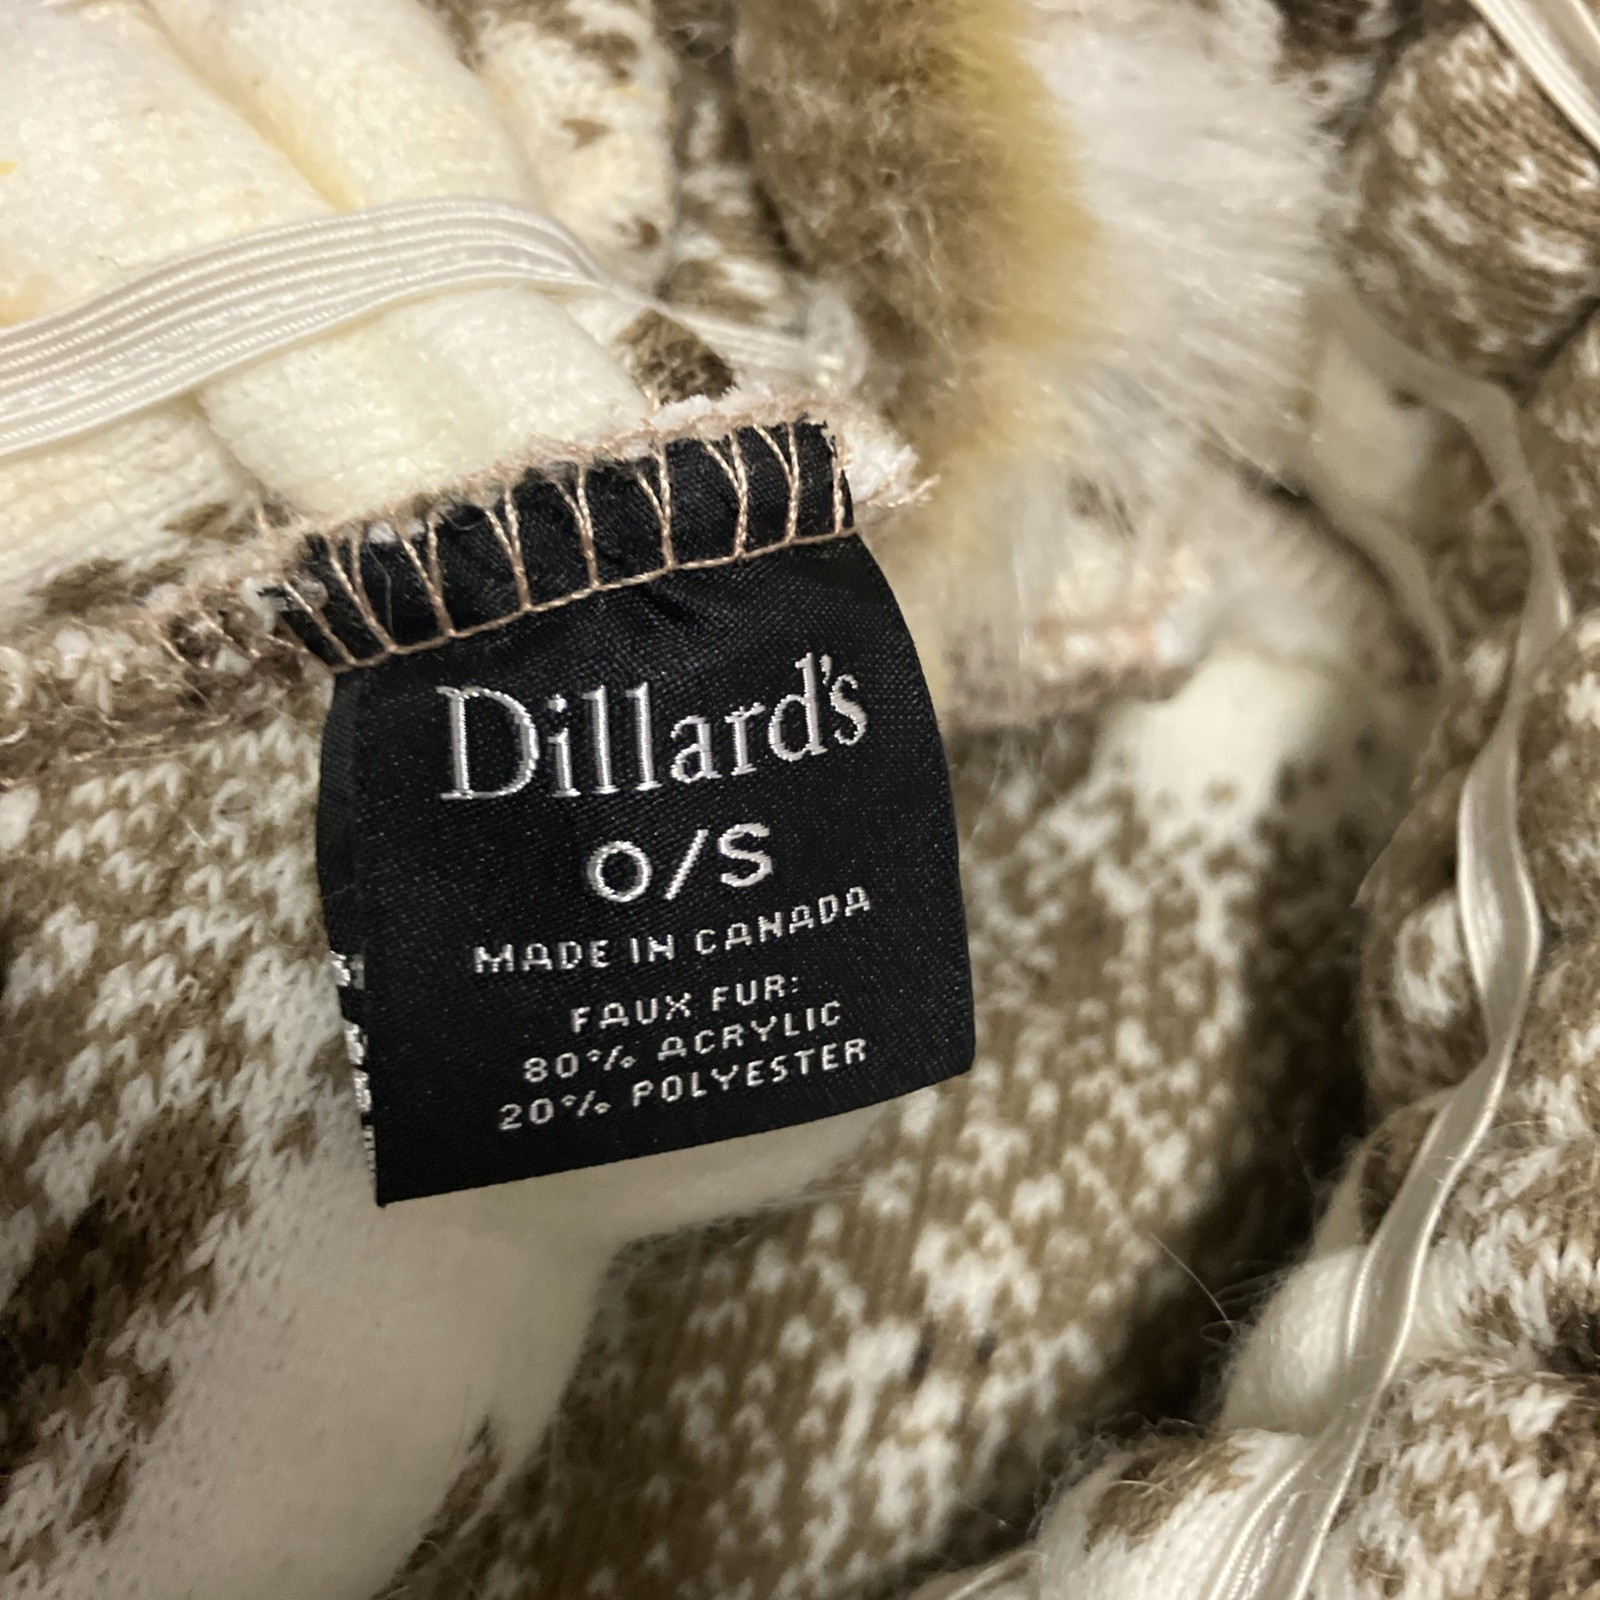 Dillard's
O/S
MADE IN CANADA
FAUX FUR:
80% ACRYLIC
20% POLYESTER